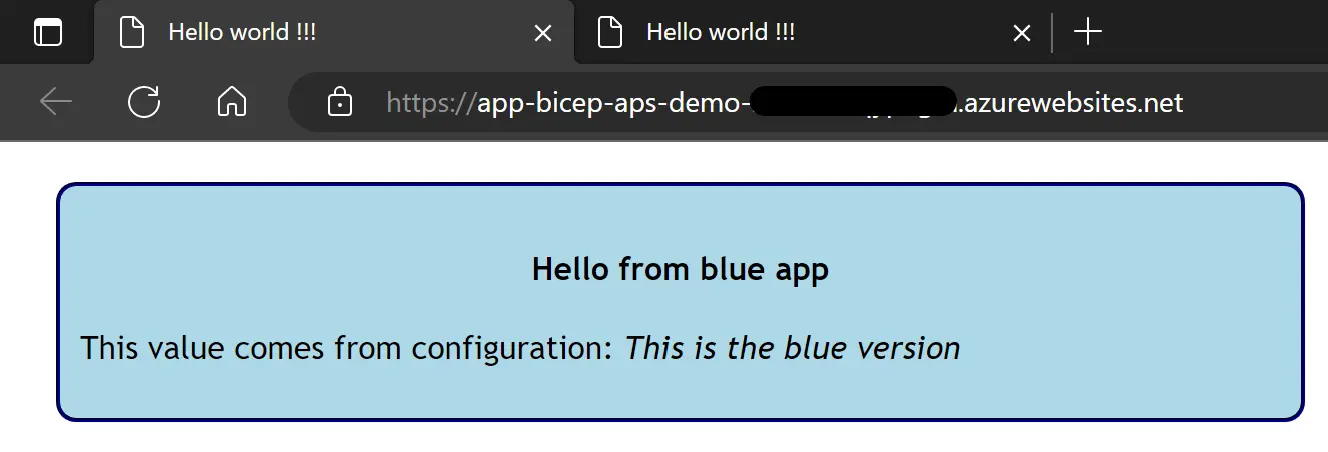 Hello world !!! Hello world !!!
https://app-bicep-aps-demo- .azurewebsites.net
Hello from blue app
This value comes from configuration: This is the blue version